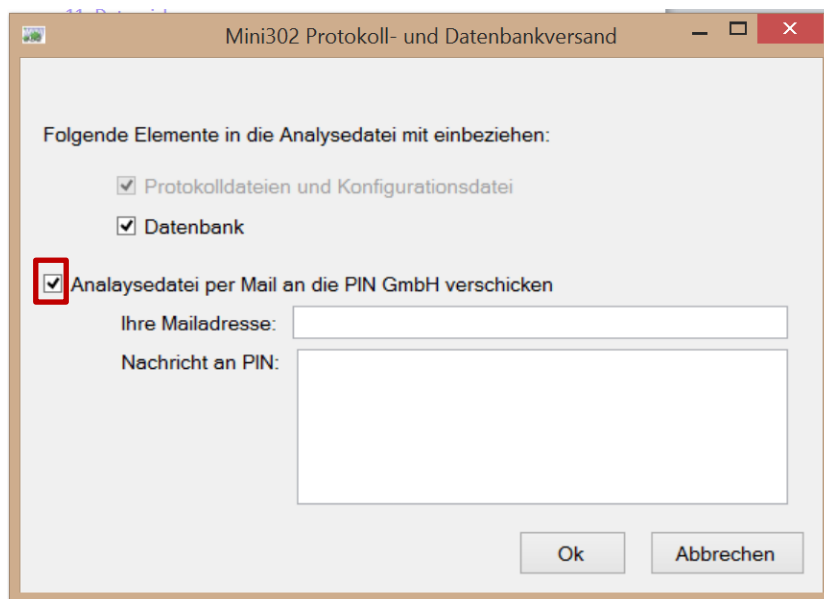 Mini302 Protokoll- und Datenbankversand
Folgende Elemente in die Analysedatei mit einbeziehen:
Protokolldateien und Konfigurationsdatei
Datenbank
Analaysedatei per Mail an die PIN GmbH verschicken
Ihre Mailadresse:
Nachricht an PIN:
Ok Abbrechen